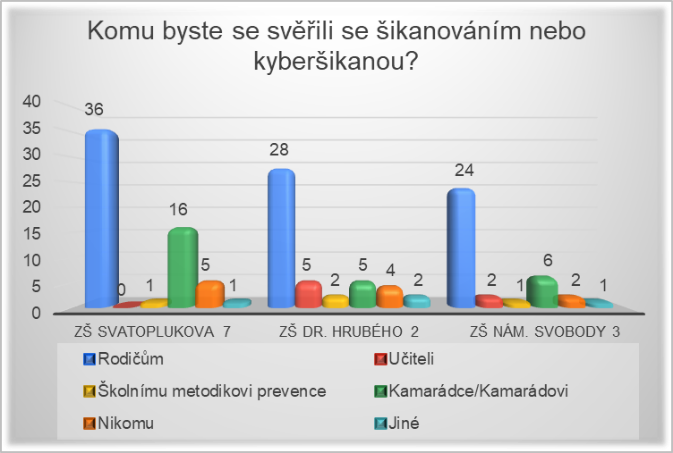 Komu byste se svěřili se šikanováním nebo
kyberšikanou?
40
35
30
25
20
15
10
5
0
36
0
1
16
5
1
28
5
2
5
4
2
24
2
1
6
2
1
ZŠ SVATOPLUKOVA 7
ZŠ DR. HRUBÉHO 2
ZŠ NÁM. SVOBODY 3
Rodičům
Učiteli
Školnímu metodikovi prevence
Kamarádce/Kamarádovi
Nikomu
Jiné